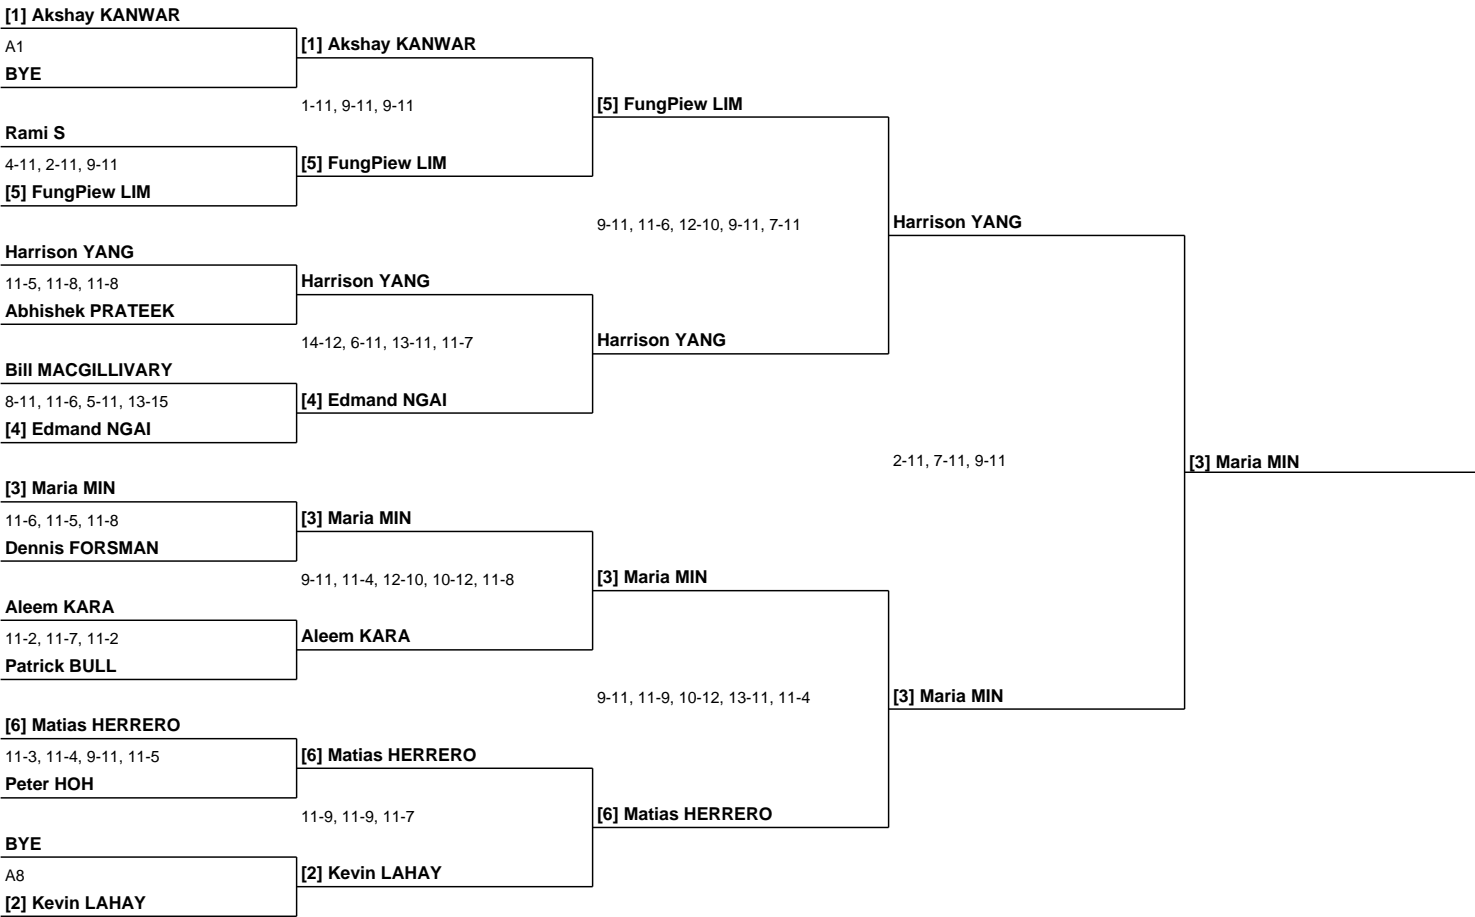 [1] Akshay KANWAR
A1
BYE
Rami S
4-11, 2-11, 9-11
[5] FungPiew LIM
Harrison YANG
11-5, 11-8, 11-8
Abhishek PRATEEK
Bill MACGILLIVARY
8-11, 11-6, 5-11, 13-15
[4] Edmand NGAI
[3] Maria MIN
11-6, 11-5, 11-8
Dennis FORSMAN
Aleem KARA
11-2, 11-7, 11-2
Patrick BULL
[6] Matias HERRERO
11-3, 11-4, 9-11, 11-5
Peter HOH
BYE
A8
[2] Kevin LAHAY
[1] Akshay KANWAR
1-11, 9-11, 9-11
[5] FungPiew LIM
Harrison YANG
14-12, 6-11, 13-11, 11-7
[4] Edmand NGAI
[3] Maria MIN
9-11, 11-4, 12-10, 10-12, 11-8
Aleem KARA
[6] Matias HERRERO
11-9, 11-9, 11-7
[2] Kevin LAHAY
[5] FungPiew LIM
9-11, 11-6, 12-10, 9-11, 7-11
Harrison YANG
[3] Maria MIN
9-11, 11-9, 10-12, 13-11, 11-4
[6] Matias HERRERO
Harrison YANG
2-11, 7-11, 9-11
[3] Maria MIN
[3] Maria MIN